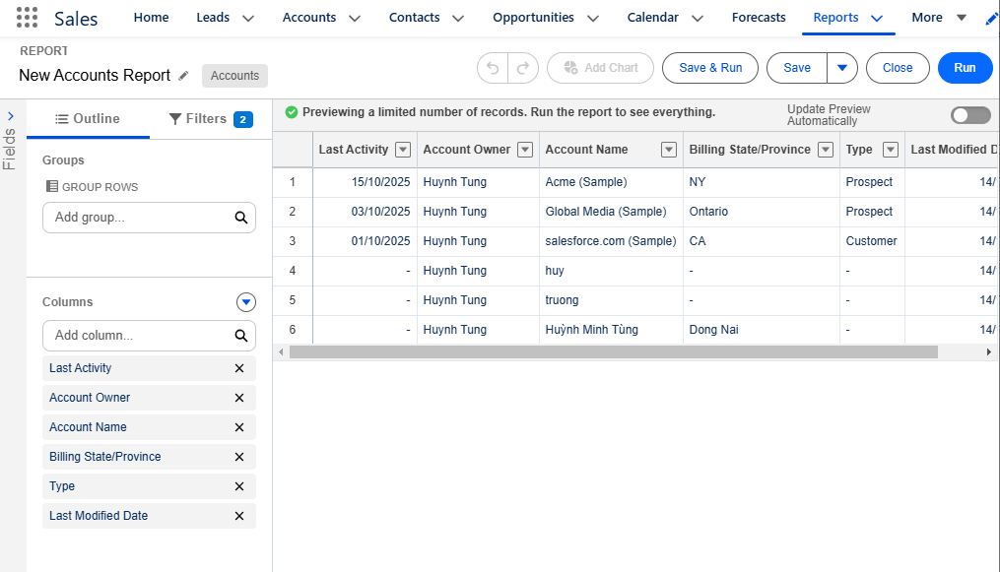 Sales Home Leads Accounts Contacts Opportunities Calendar Forecasts Reports More
REPORT
New Accounts Report Accounts
Add Chart Save & Run Save Close Run
Fields
Outline Filters 2
Previewing a limited number of records. Run the report to see everything.
Update Preview
Automatically
Groups
GROUP ROWS
Add group...
Columns
Add column...
Last Activity
Account Owner
Account Name
Billing State/Province
Type
Last Modified Date
Last Activity Account Owner Account Name Billing State/Province Type Last Modified D
1 15/10/2025 Huynh Tung Acme (Sample) NY Prospect 14/
2 03/10/2025 Huynh Tung Global Media (Sample) Ontario Prospect 14/
3 01/10/2025 Huynh Tung salesforce.com (Sample) CA Customer 14/
4 - Huynh Tung huy - - 14/
5 - Huynh Tung truong - - 14/
6 - Huynh Tung Huỳnh Minh Tùng Dong Nai - 14/